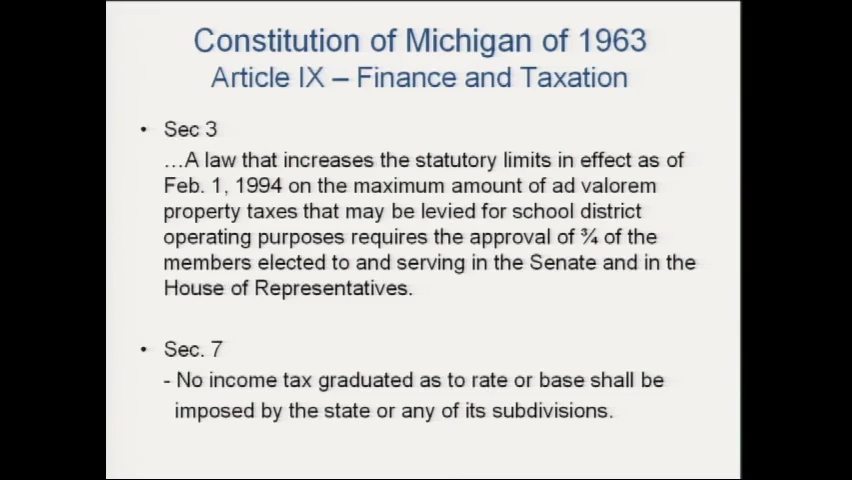 Constitution of Michigan of 1963
Article IX – Finance and Taxation
• Sec 3
…A law that increases the statutory limits in effect as of
Feb. 1, 1994 on the maximum amount of ad valorem
property taxes that may be levied for school district
operating purposes requires the approval of ¾ of the
members elected to and serving in the Senate and in the
House of Representatives.
• Sec. 7
- No income tax graduated as to rate or base shall be
imposed by the state or any of its subdivisions.